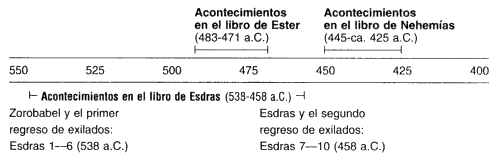 Acontecimientos
en el libro de Ester
(483-471 a.C.)
Acontecimientos
en el libro de Nehemías
(445-ca. 425 a.C.)
550 525 500 475 450 425 400
Acontecimientos en el libro de Esdras (538-458 a.C.)
Zorobabel y el primer
regreso de exilados:
Esdras 1—6 (538 a.C.)
Esdras y el segundo
regreso de exilados:
Esdras 7—10 (458 a.C.)